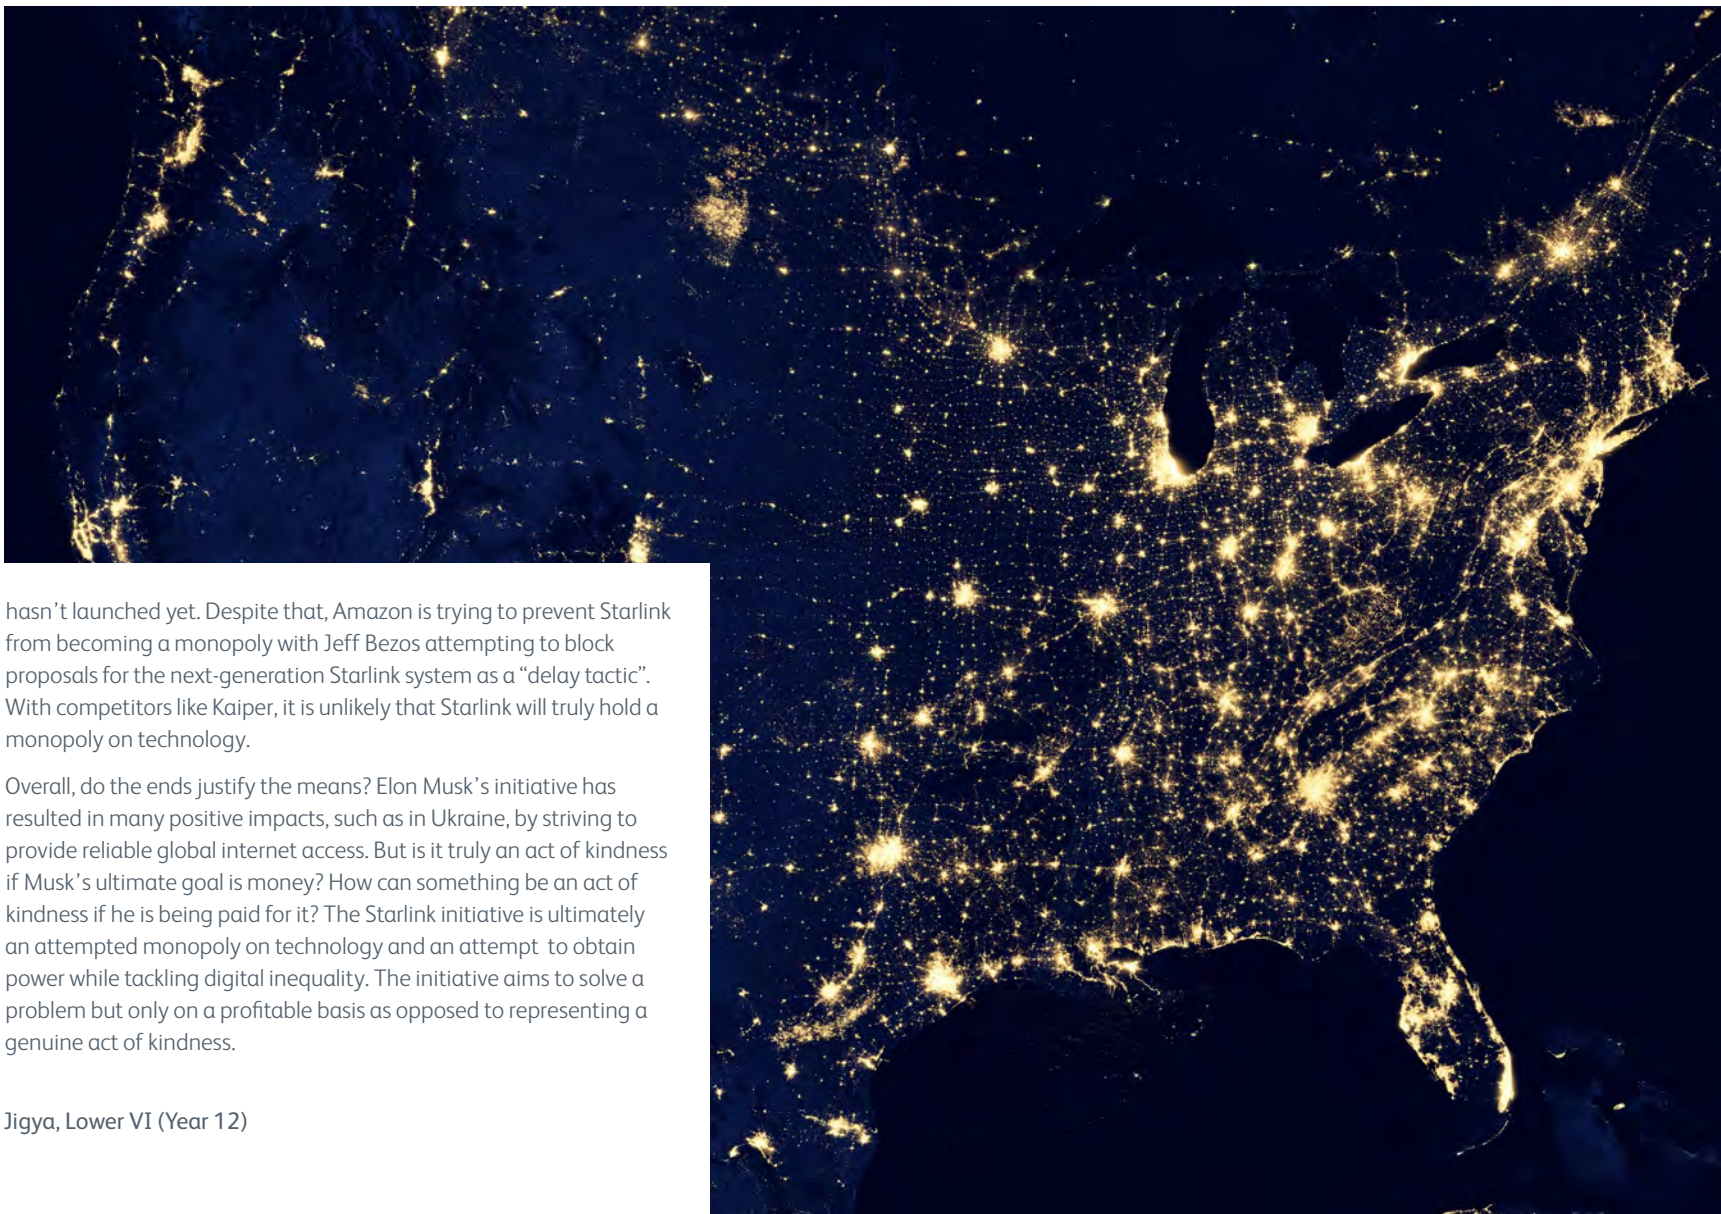 hasn’t launched yet. Despite that, Amazon is trying to prevent Starlink
from becoming a monopoly with Jeff Bezos attempting to block
proposals for the next-generation Starlink system as a “delay tactic”.
With competitors like Kaiper, it is unlikely that Starlink will truly hold a
monopoly on technology.
Overall, do the ends justify the means? Elon Musk’s initiative has
resulted in many positive impacts, such as in Ukraine, by striving to
provide reliable global internet access. But is it truly an act of kindness
if Musk’s ultimate goal is money? How can something be an act of
kindness if he is being paid for it? The Starlink initiative is ultimately
an attempted monopoly on technology and an attempt  to obtain
power while tackling digital inequality. The initiative aims to solve a
problem but only on a profitable basis as opposed to representing a
genuine act of kindness.
Jigya, Lower VI (Year 12)